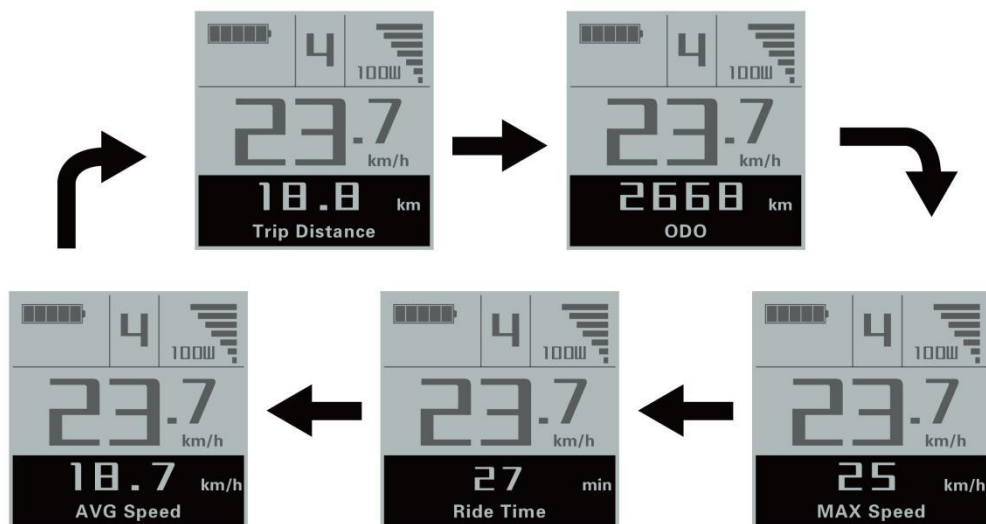 4
100W
23.7
km/h
18.8 km
Trip Distance
4
100W
23.7
km/h
2668 km
ODO
4
100W
23.7
km/h
18.7 km/h
AVG Speed
4
100W
23.7
km/h
27 min
Ride Time
4
100W
23.7
km/h
25 km/h
MAX Speed